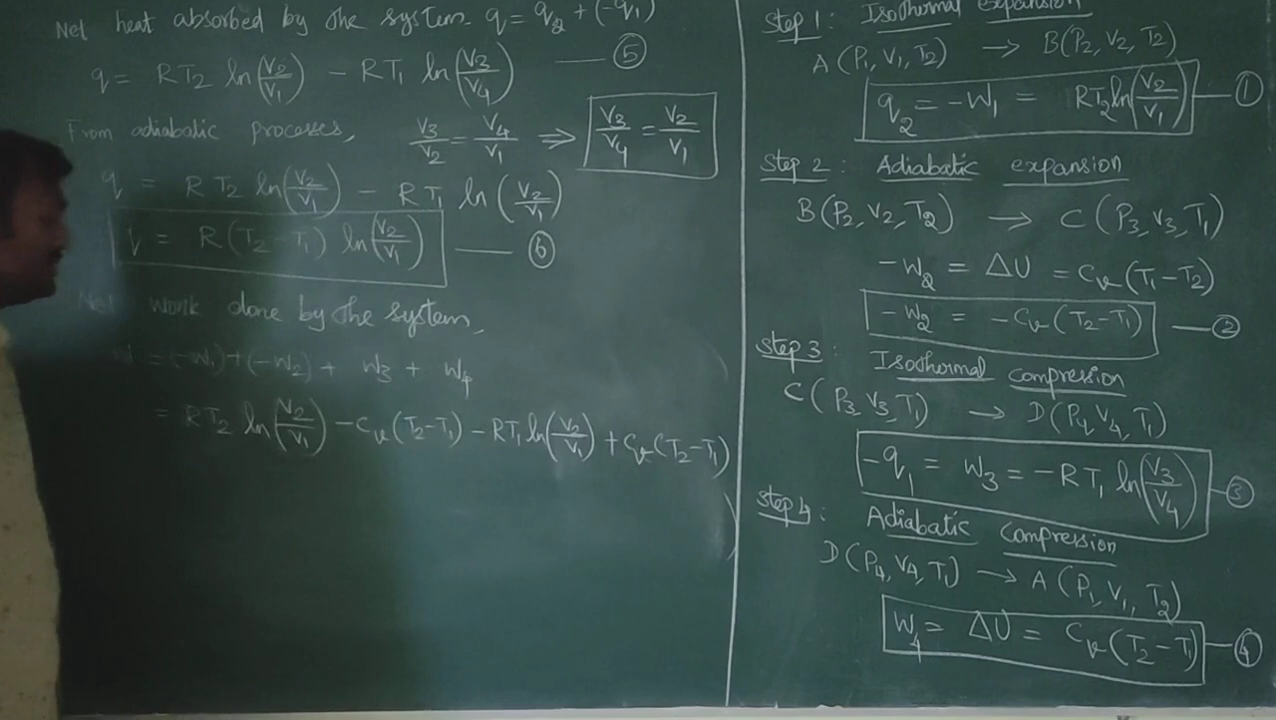 Net heat absorbed by the system. q = q₂ + (-q₁)
q = RT₂ ln(V₂/V₁) - RT₁ ln(V₃/V₄) — ⑤
From adiabatic processes, V₃/V₂ = V₄/V₁ ⇒ V₃/V₄ = V₂/V₁
q = RT₂ ln(V₂/V₁) - RT₁ ln(V₂/V₁)
q = R(T₂-T₁) ln(V₂/V₁) — ⑥
Net work done by the system,
W = (-W₁)+(-W₂) + W₃ + W₄
= RT₂ ln(V₂/V₁) - Cv(T₂-T₁) - RT₁ ln(V₂/V₁) + Cv(T₂-T₁)
Step 1: Isothermal expansion
A(P₁, V₁, T₂) → B(P₂, V₂, T₂)
q₂ = -W₁ = RT₂ ln(V₂/V₁) — ①
Step 2: Adiabatic expansion
B(P₂, V₂, T₂) → C(P₃, V₃, T₁)
-W₂ = ΔU = Cv(T₁-T₂)
-W₂ = -Cv(T₂-T₁) — ②
Step 3: Isothermal compression
C(P₃, V₃, T₁) → D(P₄, V₄, T₁)
-q₁ = W₃ = -RT₁ ln(V₃/V₄) — ③
Step 4: Adiabatic compression
D(P₄, V₄, T₁) → A(P₁, V₁, T₂)
W₄ = ΔU = Cv(T₂-T₁) — ④